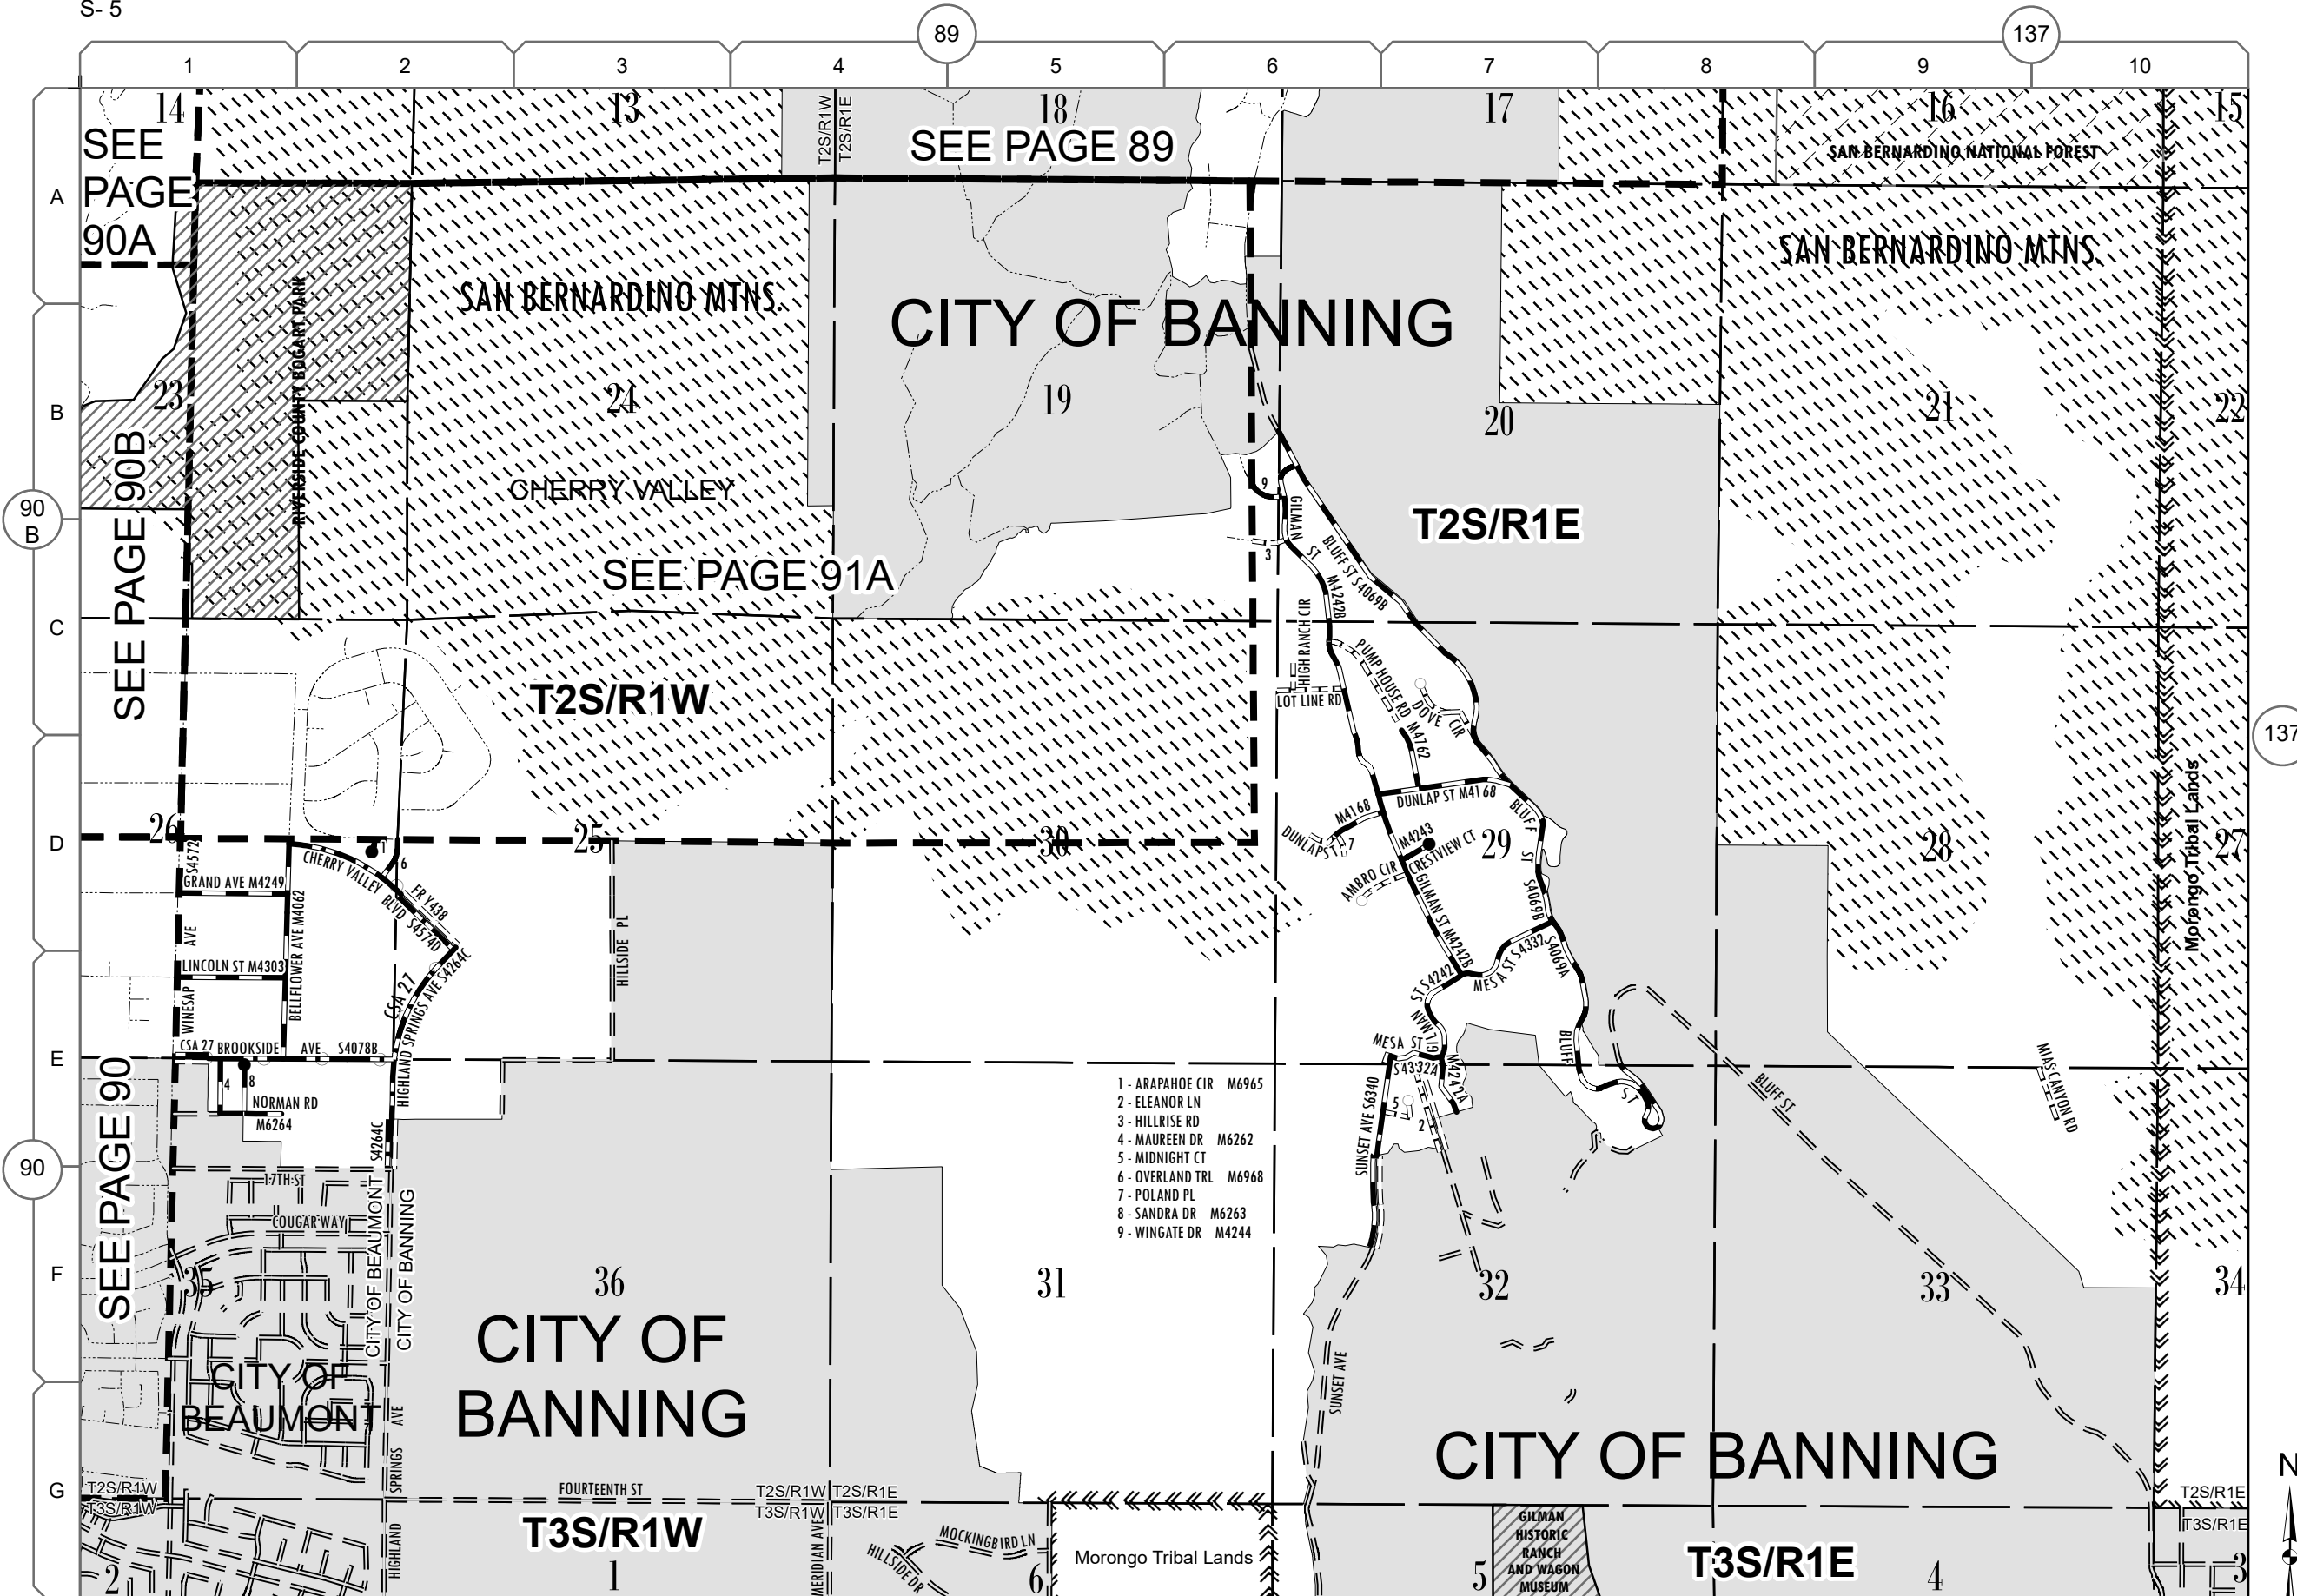 S- 5
89
137
1
2
3
4
5
6
7
8
9
10
14
13
T2S/R1W
T2S/R1E
18
17
16
15
SEE
PAGE
90A
SEE PAGE 89
SAN BERNARDINO NATIONAL FOREST
A
SAN BERNARDINO MTNS.
SAN BERNARDINO MTNS.
CITY OF BANNING
RIVERSIDE COUNTY BOGART PARK
B
23
24
19
20
21
22
CHERRY VALLEY
90
B
SEE PAGE 90B
9
GILMAN
ST
M4242B
3
BLUFF ST S4069B
T2S/R1E
SEE PAGE 91A
C
HIGH RANCH CIR
PUMP HOUSE RD M4762
LOT LINE RD
DOVE CIR
T2S/R1W
137
Morongo Tribal Lands
DUNLAP ST M4168
M4168
DUNLAP ST
7
BLUFF ST
S4069B
D
26
25
30
29
28
27
S4572
1
6
CHERRY VALLEY
BLVD S4574D
FR Y438
GRAND AVE M4249
M4243
CRESTVIEW CT
AMBRO CIR
GILMAN ST M4242B
BELLFLOWER AVE M4062
HILLSIDE PL
WINESAP
AVE
LINCOLN ST M4303
CSA 27
HIGHLAND SPRINGS AVE S4264C
MESA ST S4332
S4069A
GILMAN
ST S4242
E
CSA 27
BROOKSIDE AVE S4078B
MESA ST
S4332A
M4242A
BLUFF
ST
BLUFF ST
MIAS CANYON RD
4
8
NORMAN RD
M6264
S4264C
SUNSET AVE S6340
5
2
1 - ARAPAHOE CIR M6965
2 - ELEANOR LN
3 - HILLRISE RD
4 - MAUREEN DR M6262
5 - MIDNIGHT CT
6 - OVERLAND TRL M6968
7 - POLAND PL
8 - SANDRA DR M6263
9 - WINGATE DR M4244
90
SEE PAGE 90
17TH ST
COUGAR WAY
CITY OF BEAUMONT
CITY OF BANNING
F
35
36
31
32
33
34
CITY OF
BEAUMONT
CITY OF
BANNING
SUNSET AVE
CITY OF BANNING
N
G
T2S/R1W
T3S/R1W
HIGHLAND
SPRINGS
AVE
FOURTEENTH ST
T2S/R1W
T2S/R1E
T3S/R1W
T3S/R1E
T2S/R1E
T3S/R1E
T3S/R1W
MERIDIAN AVE
MOCKINGBIRD LN
HILLSIDE DR
Morongo Tribal Lands
GILMAN
HISTORIC
RANCH
AND WAGON
MUSEUM
T3S/R1E
2
1
6
5
4
3